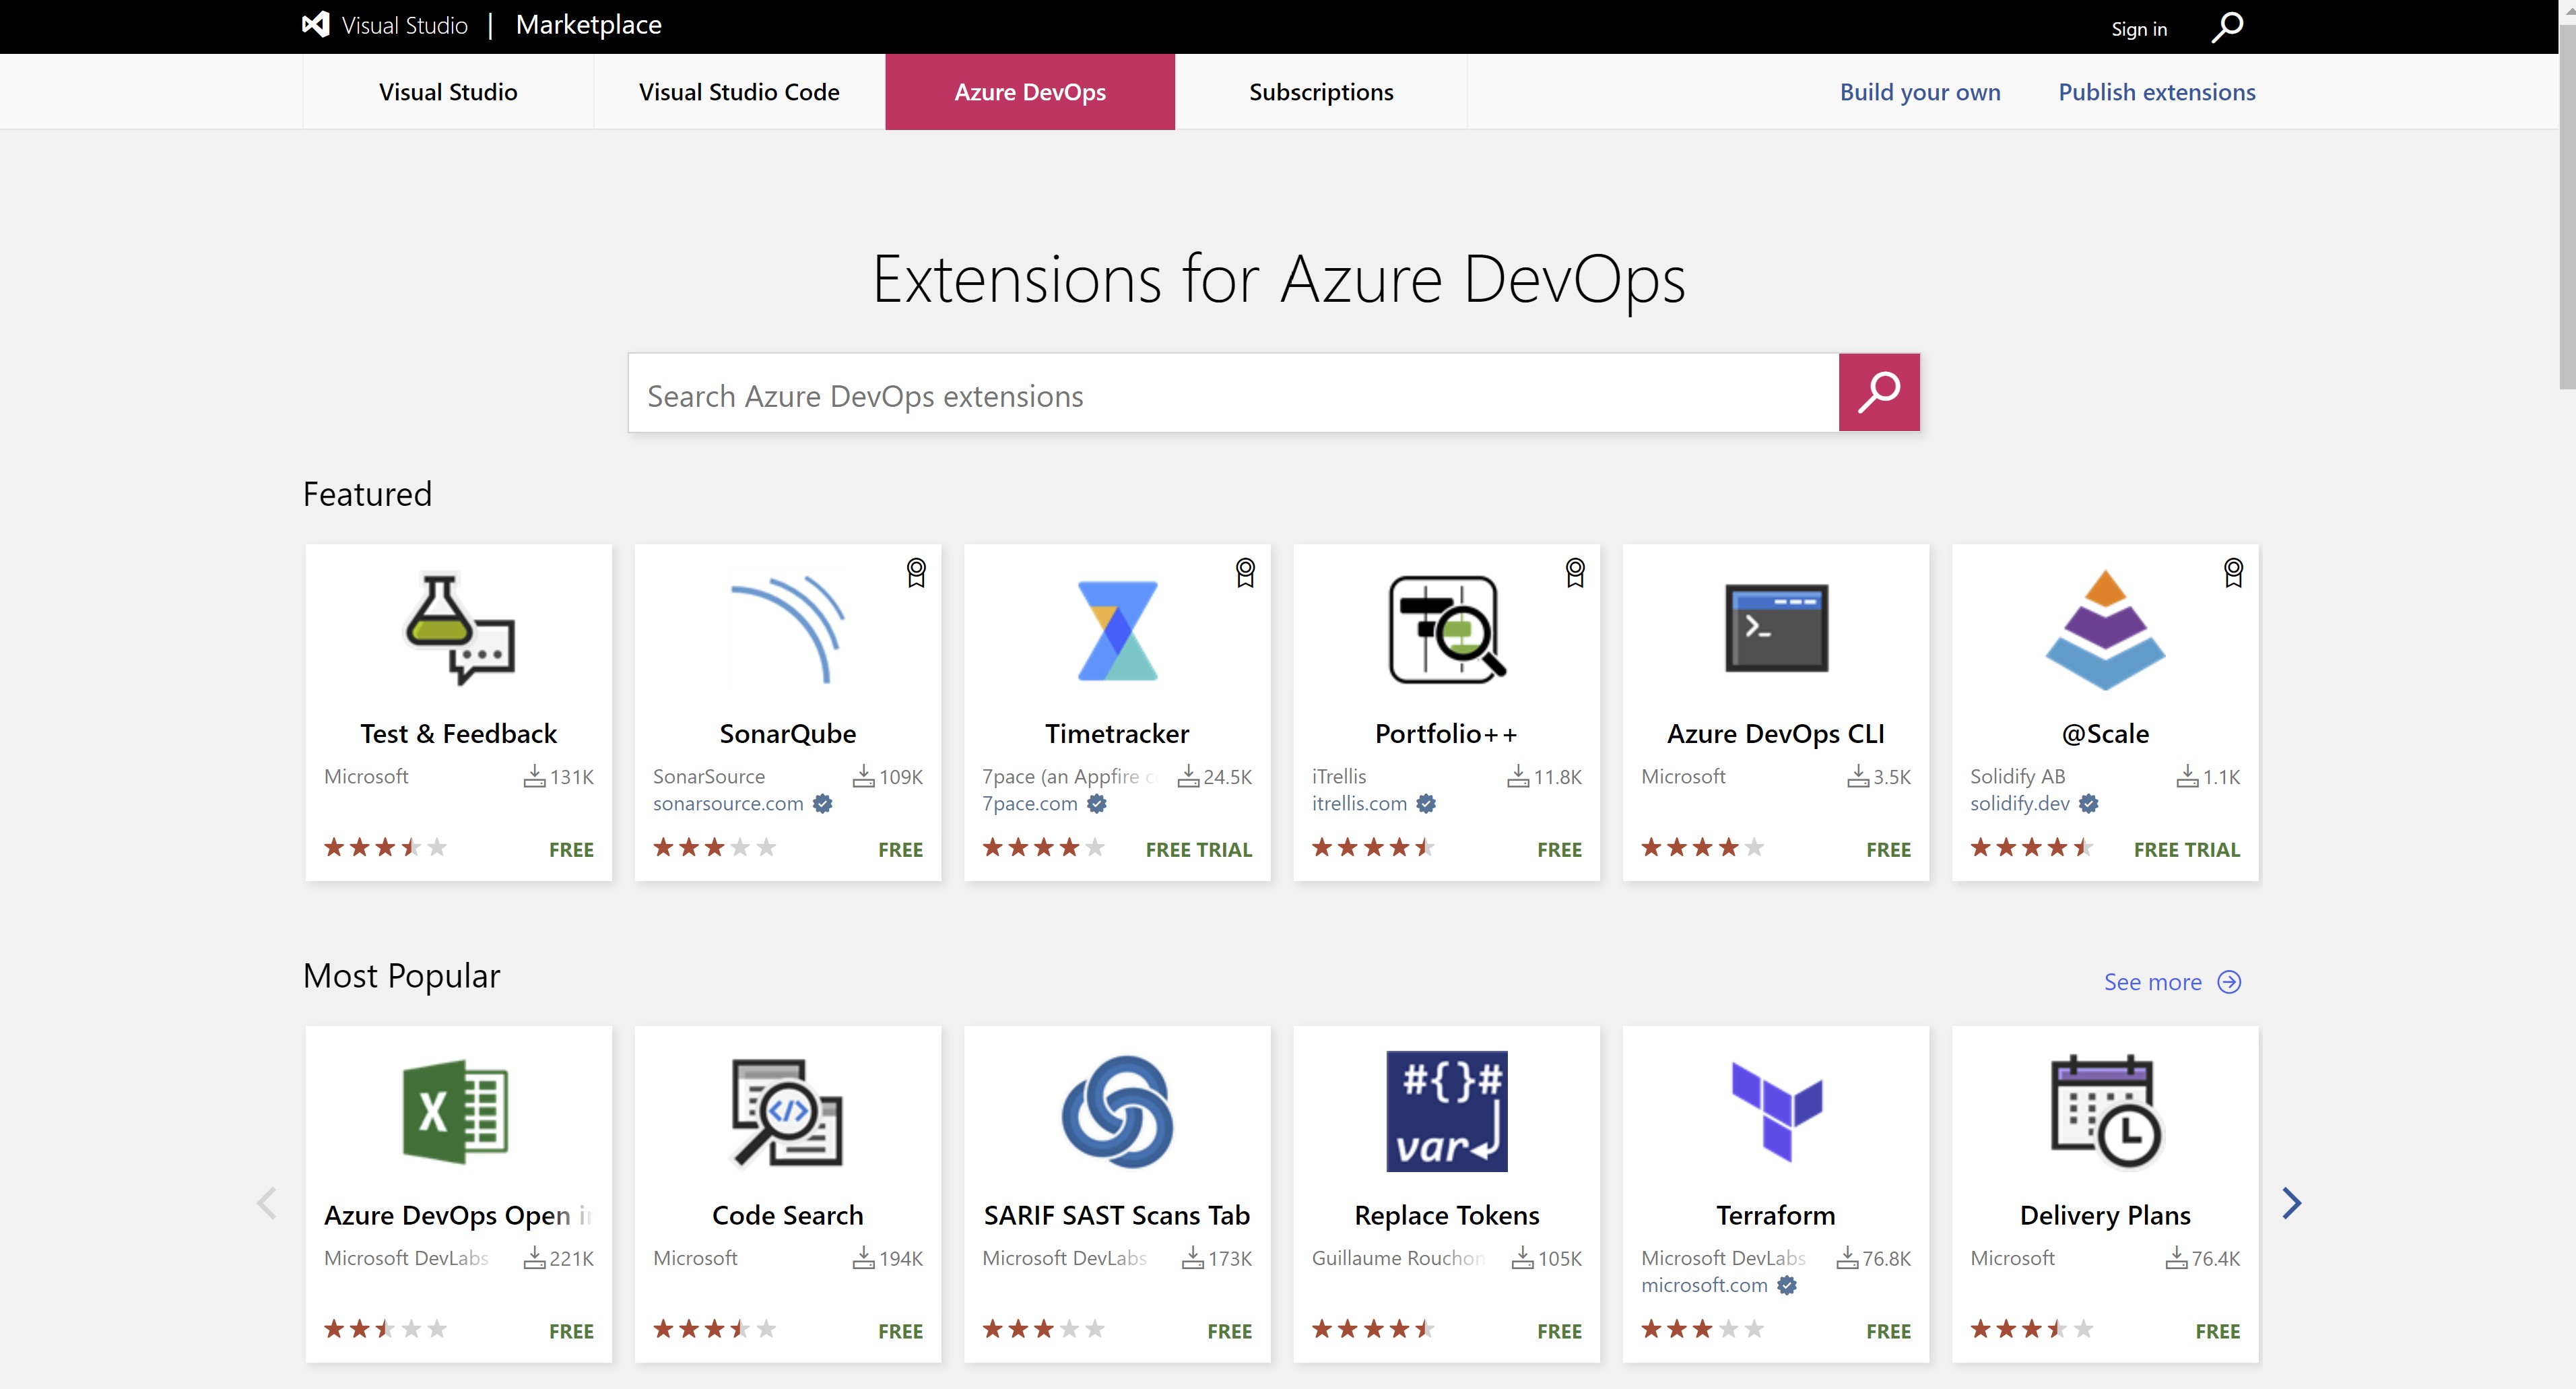 Visual Studio | Marketplace
Sign in
Visual Studio
Visual Studio Code
Azure DevOps
Subscriptions
Build your own
Publish extensions
Extensions for Azure DevOps
Search Azure DevOps extensions
Featured
Test & Feedback
Microsoft 131K
FREE
SonarQube
SonarSource 109K
sonarsource.com
FREE
Timetracker
7pace (an Appfire 24.5K
7pace.com
FREE TRIAL
Portfolio++
iTrellis 11.8K
itrellis.com
FREE
Azure DevOps CLI
Microsoft 3.5K
FREE
@Scale
Solidify AB 1.1K
solidify.dev
FREE TRIAL
Most Popular
See more
X
Azure DevOps Open
Microsoft DevLabs 221K
FREE
</>
Code Search
Microsoft 194K
FREE
SARIF SAST Scans Tab
Microsoft DevLabs 173K
FREE
#{}#
var
Replace Tokens
Guillaume Rouchon 105K
FREE
Terraform
Microsoft DevLabs 76.8K
microsoft.com
FREE
Delivery Plans
Microsoft 76.4K
FREE